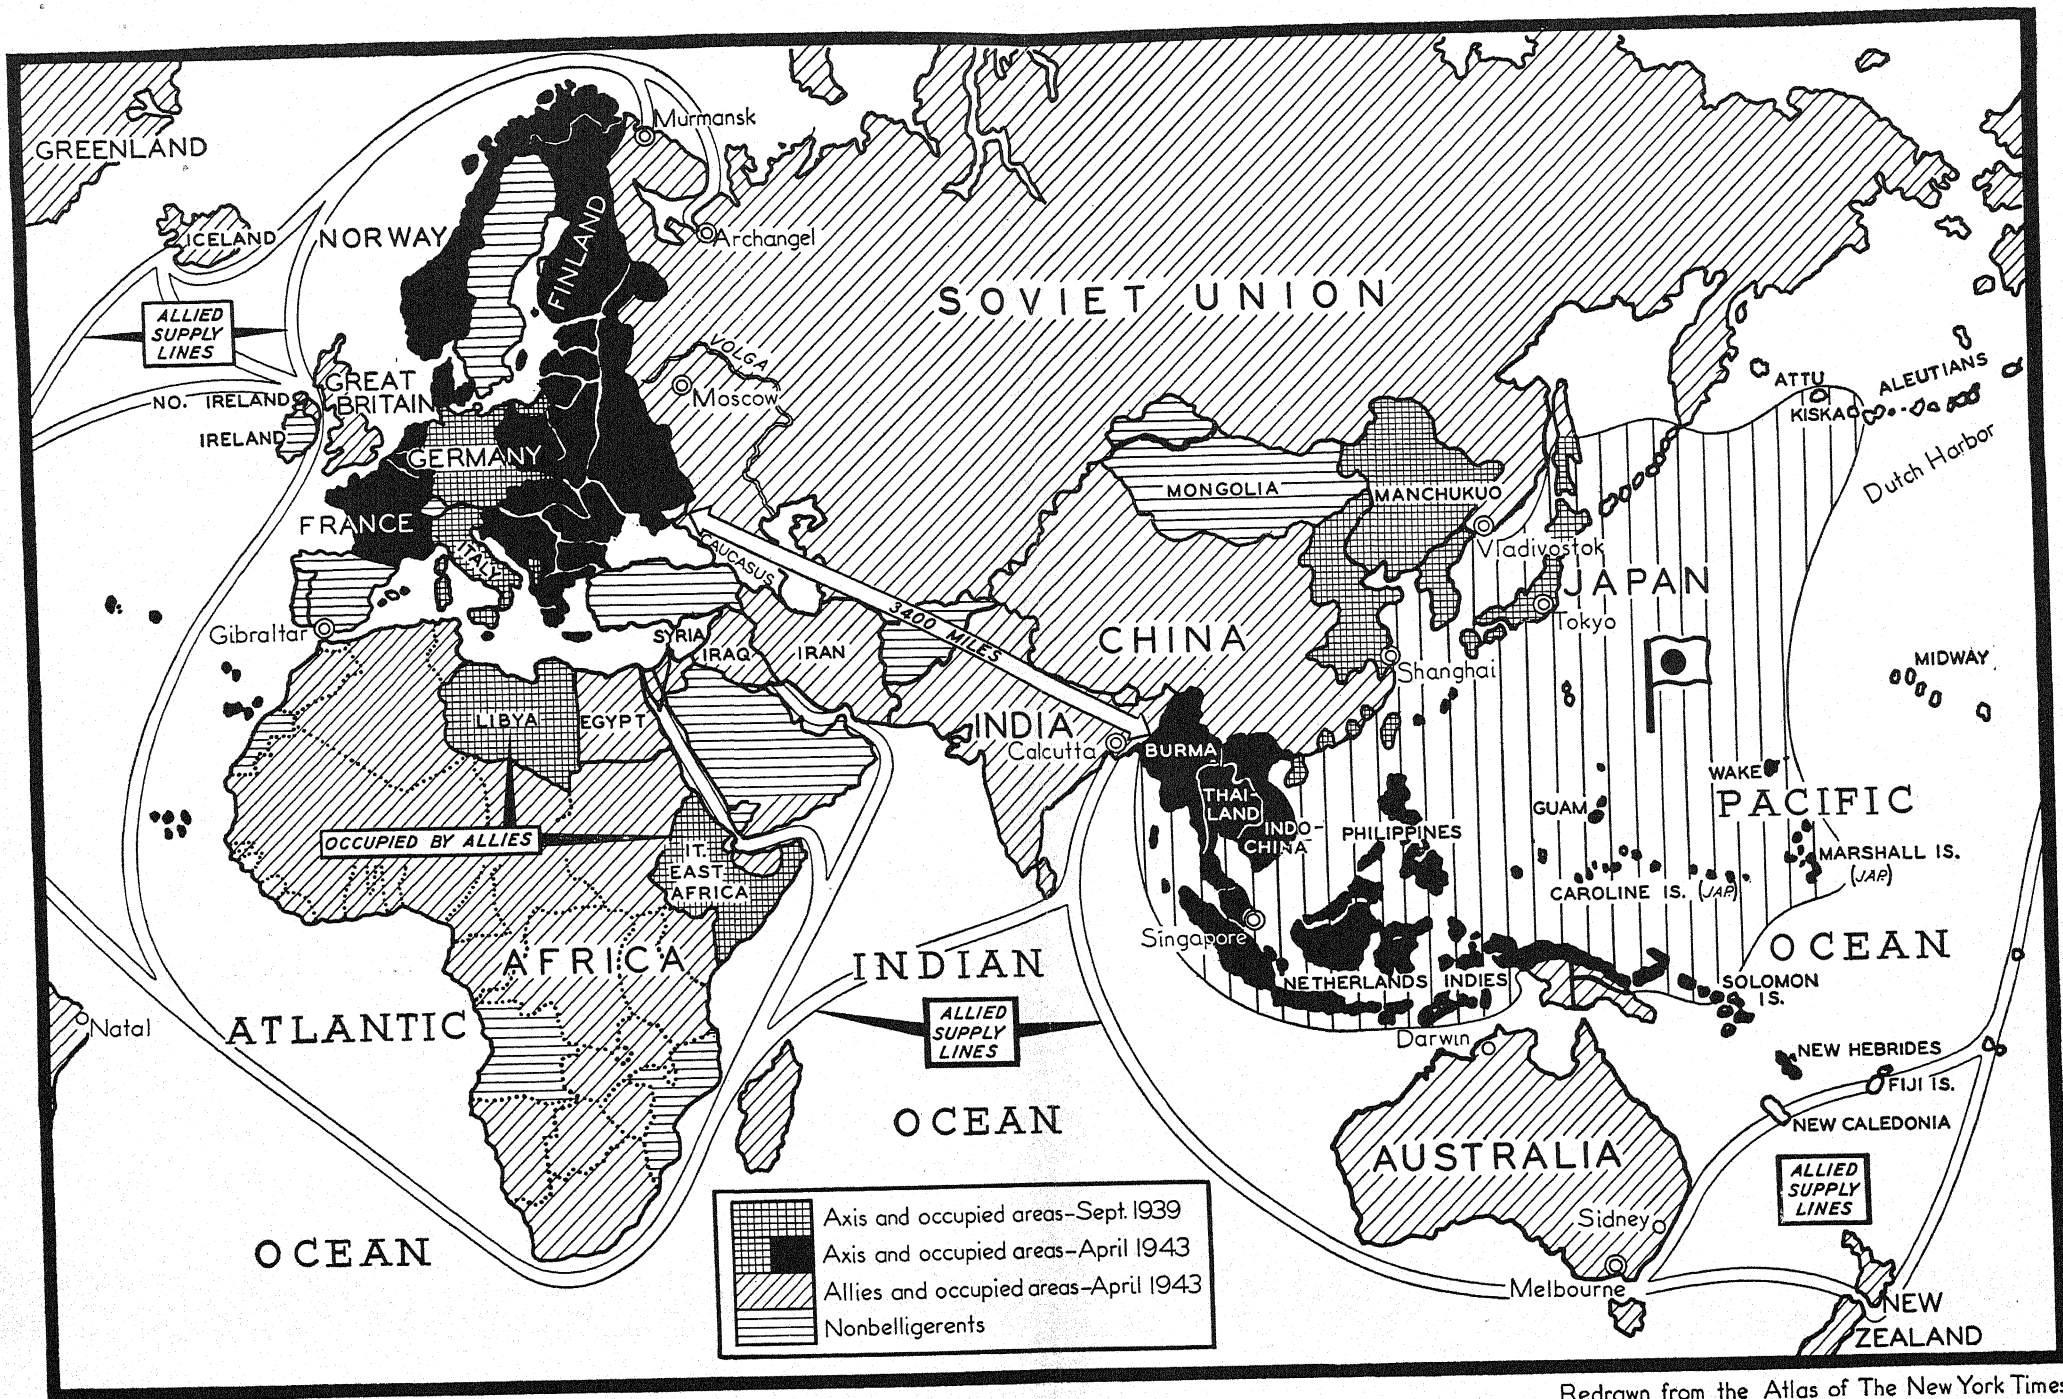 GREENLAND
ICELAND
NORWAY
FINLAND
Murmansk
Archangel
SOVIET UNION
ALLIED
SUPPLY
LINES
NO. IRELAND
IRELAND
GREAT
BRITAIN
VOLGA
Moscow
GERMANY
FRANCE
ITALY
CAUCASUS
3400 MILES
MONGOLIA
MANCHUKUO
Vladivostok
JAPAN
Tokyo
ATTU
KISKA
ALEUTIANS
Dutch Harbor
Gibraltar
SYRIA
IRAQ
IRAN
CHINA
Shanghai
MIDWAY
LIBYA
EGYPT
INDIA
Calcutta
BURMA
THAI-
LAND
INDO-
CHINA
PHILIPPINES
GUAM
WAKE
PACIFIC
OCEAN
MARSHALL IS.
(JAP.)
CAROLINE IS. (JAP.)
OCCUPIED BY ALLIES
IT.
EAST
AFRICA
AFRICA
Singapore
NETHERLANDS INDIES
SOLOMON
IS.
INDIAN
OCEAN
ALLIED
SUPPLY
LINES
Natal
ATLANTIC
OCEAN
Darwin
AUSTRALIA
Sidney
Melbourne
NEW HEBRIDES
FIJI IS.
NEW CALEDONIA
ALLIED
SUPPLY
LINES
NEW
ZEALAND
Axis and occupied areas–Sept. 1939
Axis and occupied areas–April 1943
Allies and occupied areas–April 1943
Nonbelligerents
Redrawn from the Atlas of The New York Times